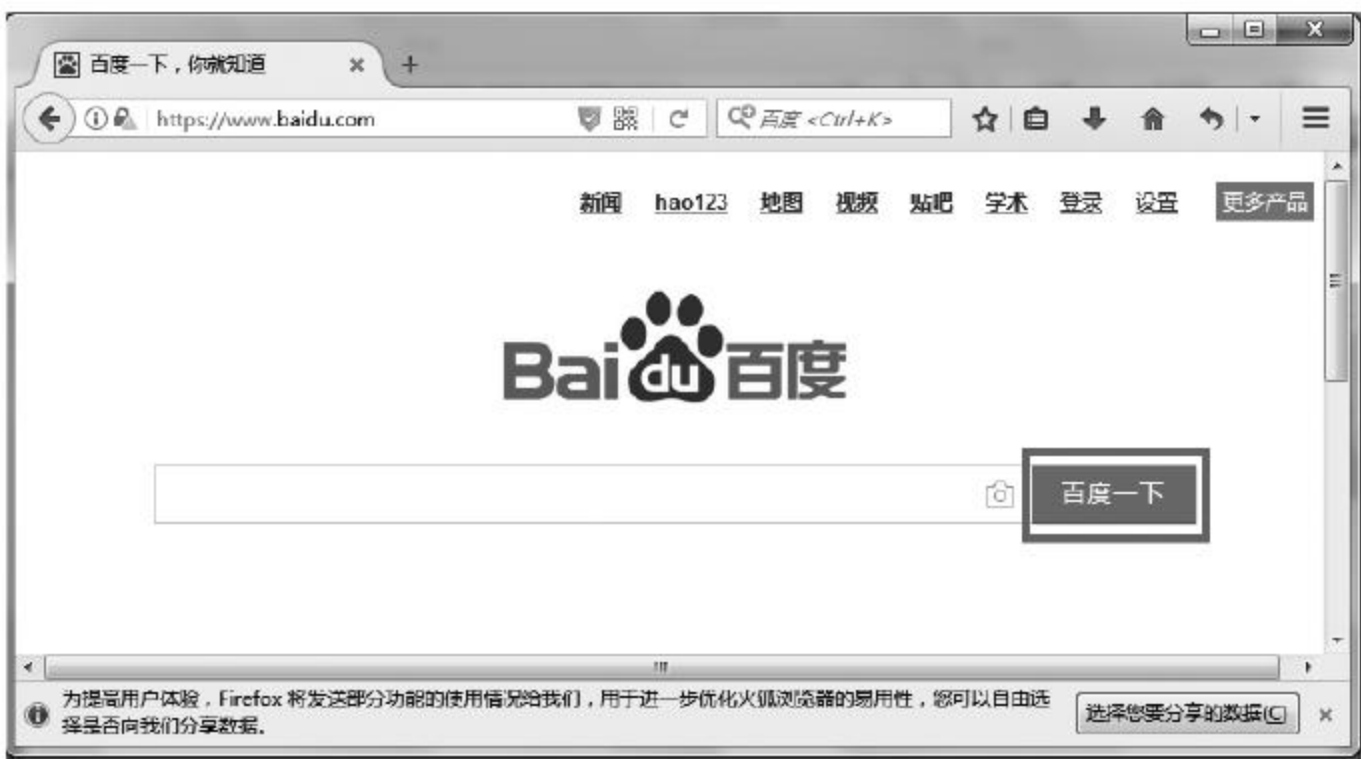 百度一下，你就知道
https://www.baidu.com
百度 <Ctrl+K>
新闻 hao123 地图 视频 贴吧 学术 登录 设置 更多产品
Bai du 百度
百度一下
为提高用户体验，Firefox 将发送部分功能的使用情况给我们，用于进一步优化火狐浏览器的易用性，您可以自由选
择是否向我们分享数据。
选择您要分享的数据(C)